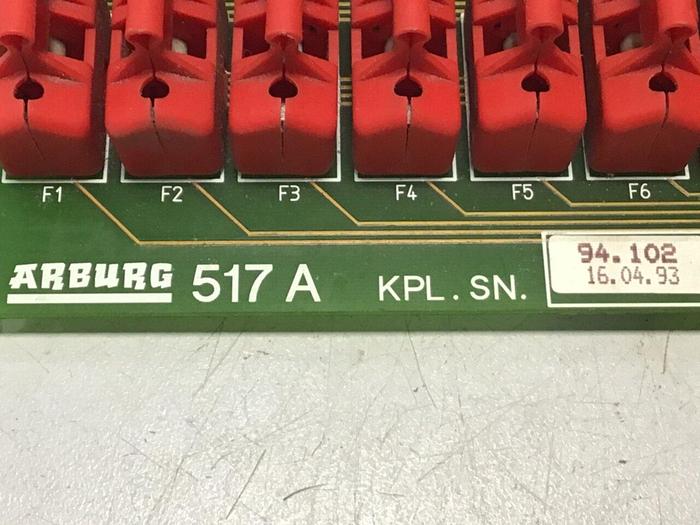 F1 F2 F3 F4 F5 F6
ARBURG 517 A KPL. SN.
94.102
16.04.93